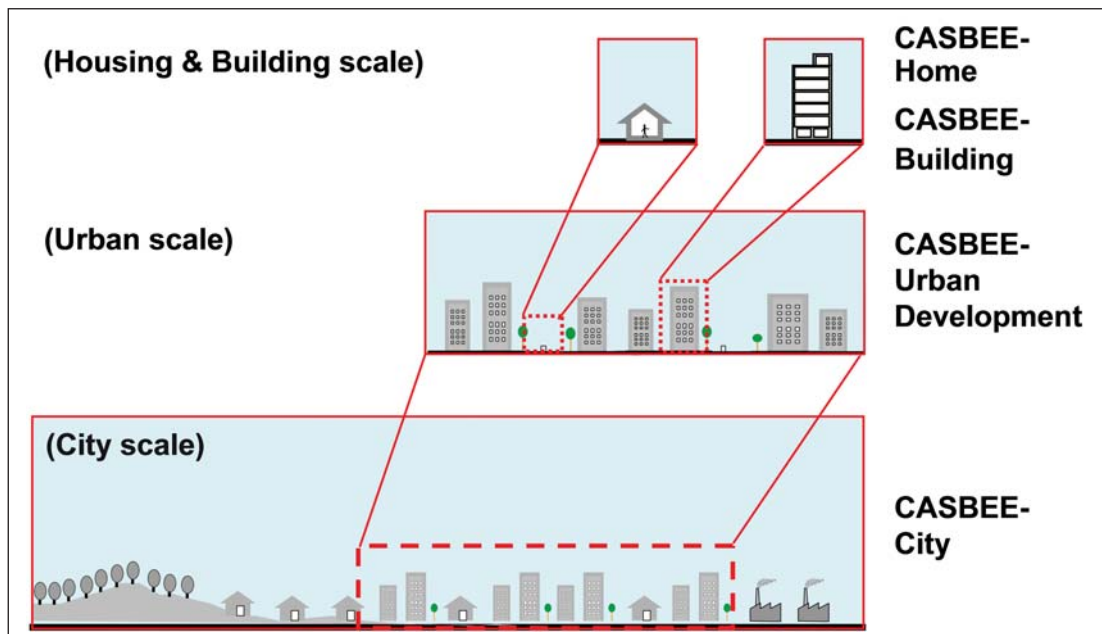 (Housing & Building scale)
CASBEE-
Home
CASBEE-
Building
(Urban scale)
CASBEE-
Urban
Development
(City scale)
CASBEE-
City